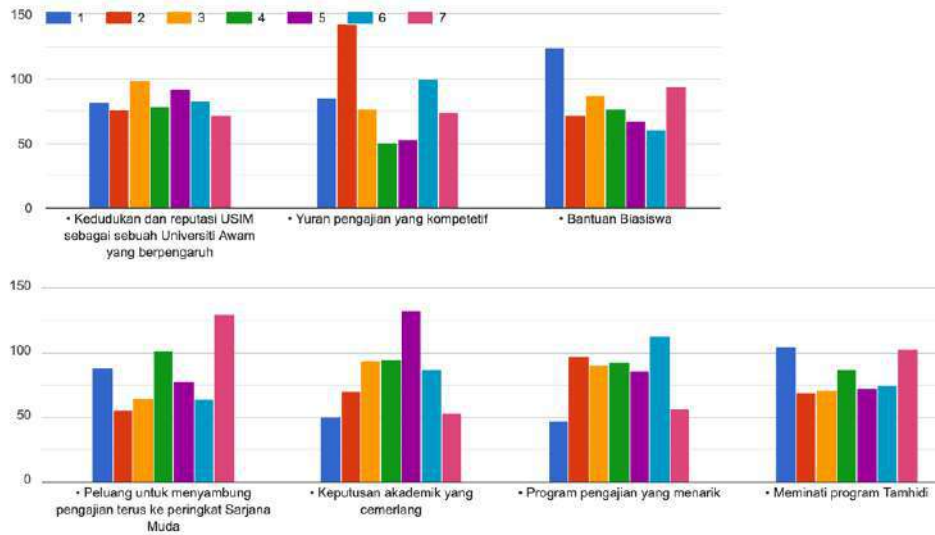 150
1 2 3 4 5 6 7
100
50
0
• Kedudukan dan reputasi USIM
sebagai sebuah Universiti Awam
yang berpengaruh
• Yuran pengajian yang kompetetif
• Bantuan Biasiswa
150
100
50
0
• Peluang untuk menyambung
pengajian terus ke peringkat Sarjana
Muda
• Keputusan akademik yang
cemerlang
• Program pengajian yang menarik
• Meminati program Tamhidi